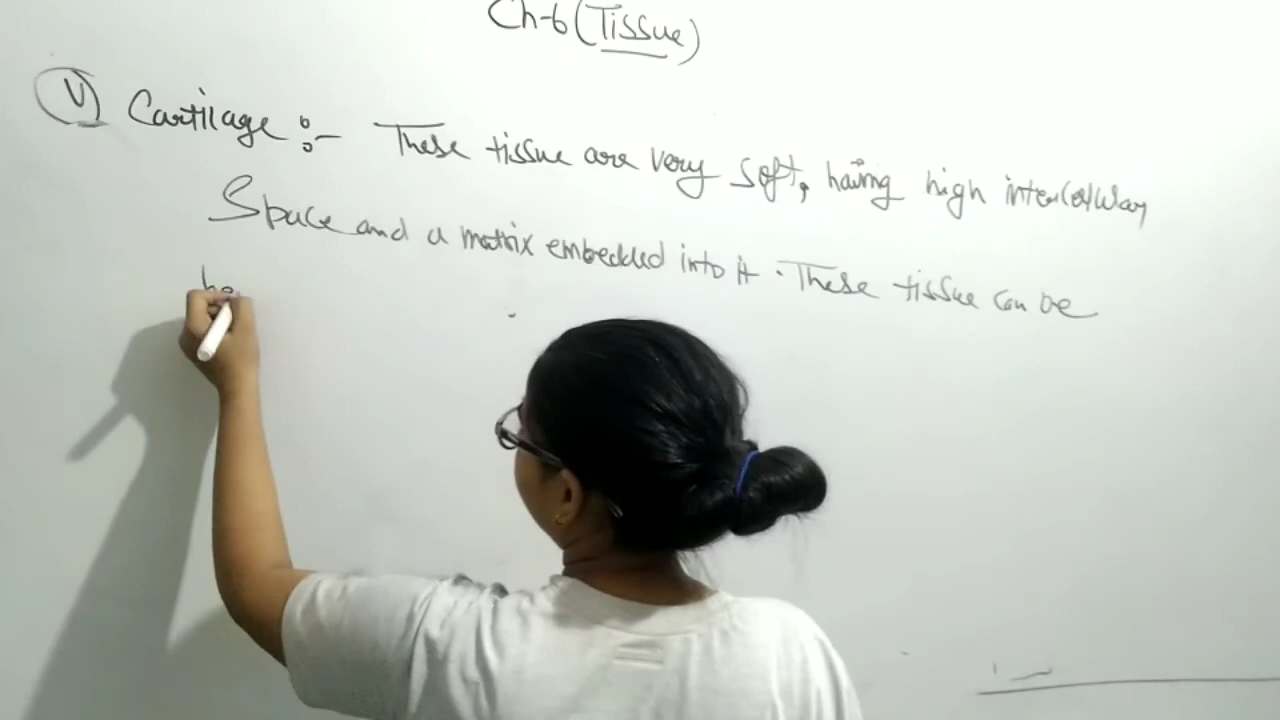 Ch-6 (Tissue)
V) Cartilage :- These tissue are very soft, having high intercellular
Space and a matrix embedded into it. These tissue can be